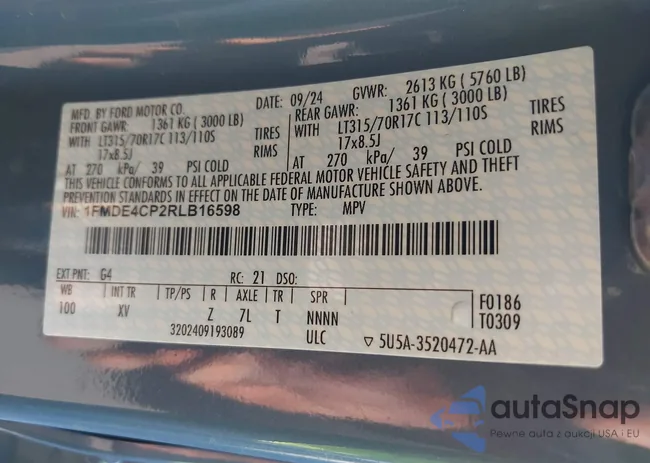 MFD. BY FORD MOTOR CO.
DATE: 09/24 GVWR: 2613 KG ( 5760 LB)
FRONT GAWR: 1361 KG ( 3000 LB) REAR GAWR: 1361 KG ( 3000 LB)
WITH LT315/70R17C 113/110S TIRES WITH LT315/70R17C 113/110S TIRES
17x8.5J RIMS 17x8.5J RIMS
AT 270 kPa/ 39 PSI COLD AT 270 kPa/ 39 PSI COLD
THIS VEHICLE CONFORMS TO ALL APPLICABLE FEDERAL MOTOR VEHICLE SAFETY AND THEFT
PREVENTION STANDARDS IN EFFECT ON THE DATE OF MANUFACTURE SHOWN ABOVE.
VIN: 1FMDE4CP2RLB16598 TYPE: MPV
EXT PNT: G4 RC: 21 DSO:
WB INT TR TP/PS R AXLE TR SPR F0186
100 XV Z 7L T NNNN T0309
3202409193089 ULC ▽ 5U5A-3520472-AA
autaSnap
Pewne auta z aukcji USA i EU